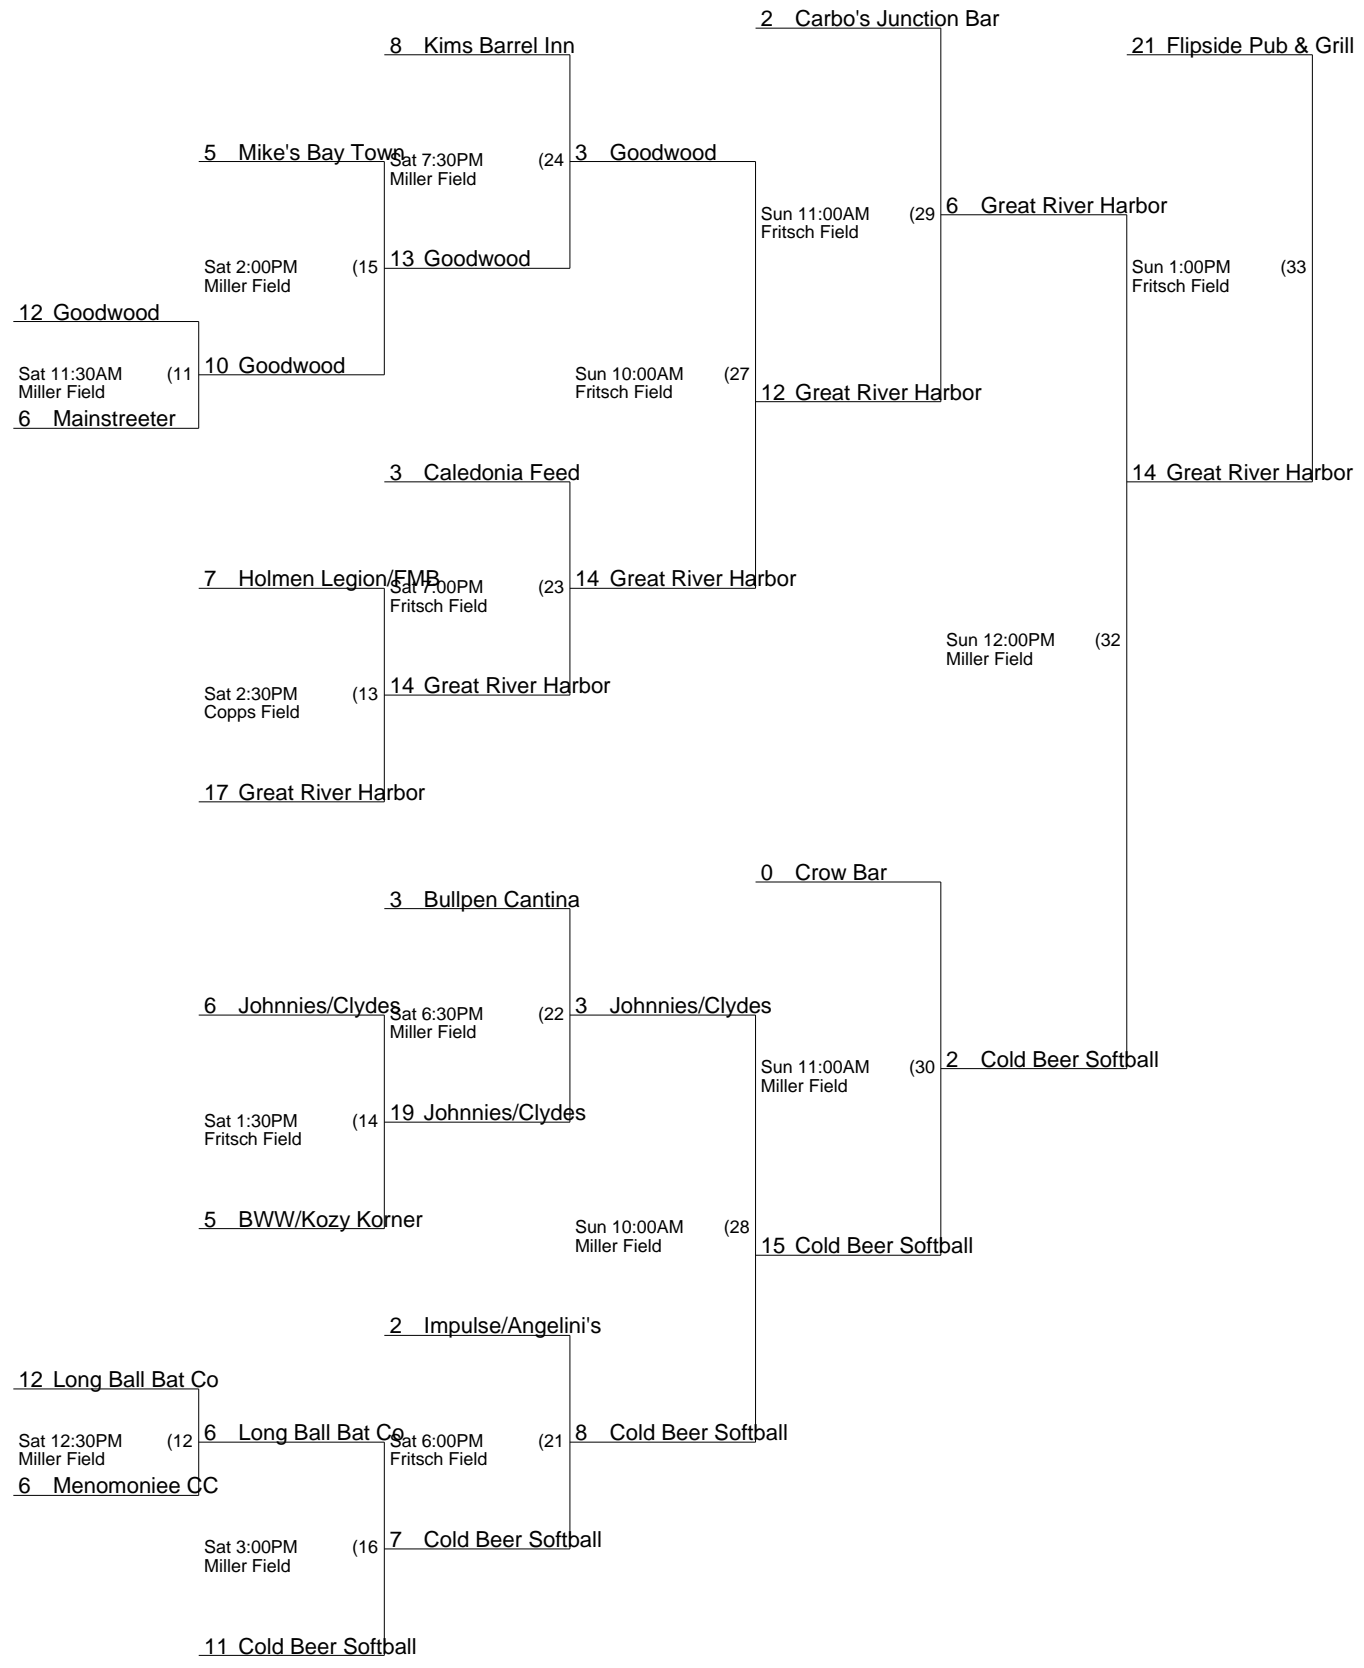 2 Carbo's Junction Bar
8 Kims Barrel Inn
21 Flipside Pub & Grill
5 Mike's Bay Town
Sat 7:30PM (24
Miller Field
3 Goodwood
Sun 11:00AM (29
Fritsch Field
6 Great River Harbor
Sat 2:00PM (15
Miller Field
13 Goodwood
Sun 1:00PM (33
Fritsch Field
12 Goodwood
Sat 11:30AM (11
Miller Field
10 Goodwood
Sun 10:00AM (27
Fritsch Field
12 Great River Harbor
6 Mainstreeter
3 Caledonia Feed
14 Great River Harbor
7 Holmen Legion/FMB
Sat 7:00PM (23
Fritsch Field
14 Great River Harbor
Sun 12:00PM (32
Miller Field
Sat 2:30PM (13
Copps Field
14 Great River Harbor
17 Great River Harbor
0 Crow Bar
3 Bullpen Cantina
6 Johnnies/Clydes
Sat 6:30PM (22
Miller Field
3 Johnnies/Clydes
Sun 11:00AM (30
Miller Field
2 Cold Beer Softball
Sat 1:30PM (14
Fritsch Field
19 Johnnies/Clydes
5 BWW/Kozy Korner
Sun 10:00AM (28
Miller Field
15 Cold Beer Softball
2 Impulse/Angelini's
12 Long Ball Bat Co
Sat 12:30PM (12
Miller Field
6 Long Ball Bat Co
Sat 6:00PM (21
Fritsch Field
8 Cold Beer Softball
6 Menomoniee CC
Sat 3:00PM (16
Miller Field
7 Cold Beer Softball
11 Cold Beer Softball